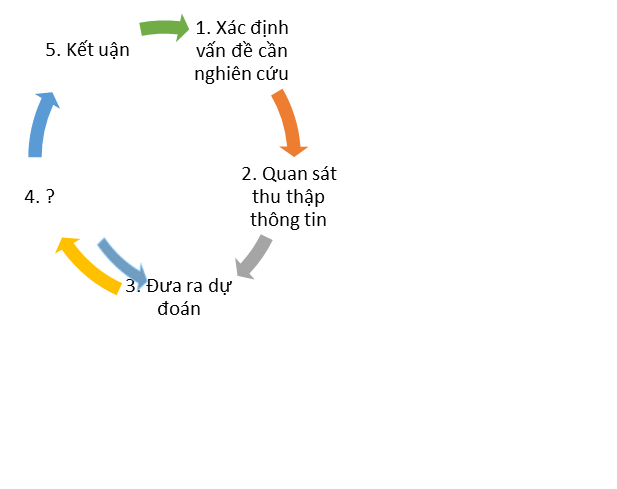 1. Xác định
vấn đề cần
nghiên cứu
2. Quan sát
thu thập
thông tin
3. Đưa ra dự
đoán
4. ?
5. Kết uận